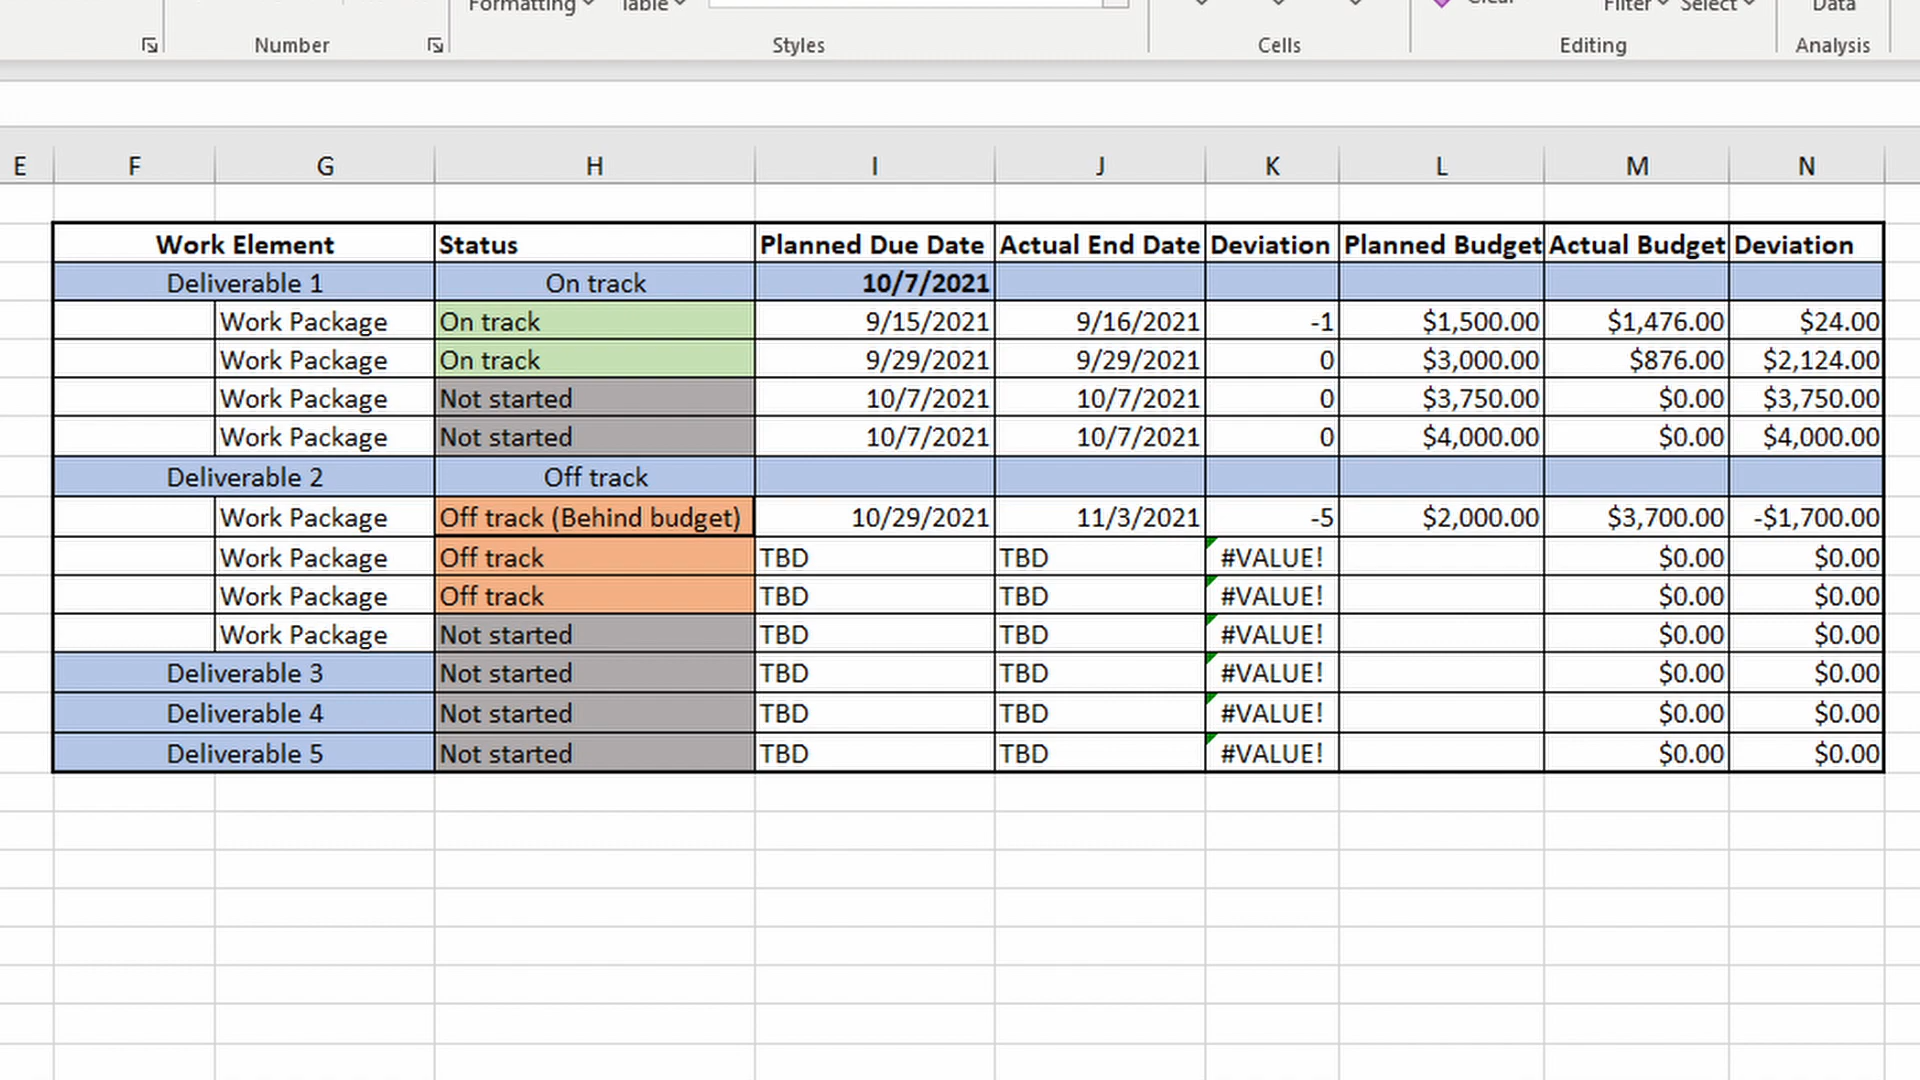 Formatting Table Clear Filter Select Data
Number Styles Cells Editing Analysis
E F G H I J K L M N
Work Element Status Planned Due Date Actual End Date Deviation Planned Budget Actual Budget Deviation
Deliverable 1 On track 10/7/2021
Work Package On track 9/15/2021 9/16/2021 -1 $1,500.00 $1,476.00 $24.00
Work Package On track 9/29/2021 9/29/2021 0 $3,000.00 $876.00 $2,124.00
Work Package Not started 10/7/2021 10/7/2021 0 $3,750.00 $0.00 $3,750.00
Work Package Not started 10/7/2021 10/7/2021 0 $4,000.00 $0.00 $4,000.00
Deliverable 2 Off track
Work Package Off track (Behind budget) 10/29/2021 11/3/2021 -5 $2,000.00 $3,700.00 -$1,700.00
Work Package Off track TBD TBD #VALUE! $0.00 $0.00
Work Package Off track TBD TBD #VALUE! $0.00 $0.00
Work Package Not started TBD TBD #VALUE! $0.00 $0.00
Deliverable 3 Not started TBD TBD #VALUE! $0.00 $0.00
Deliverable 4 Not started TBD TBD #VALUE! $0.00 $0.00
Deliverable 5 Not started TBD TBD #VALUE! $0.00 $0.00